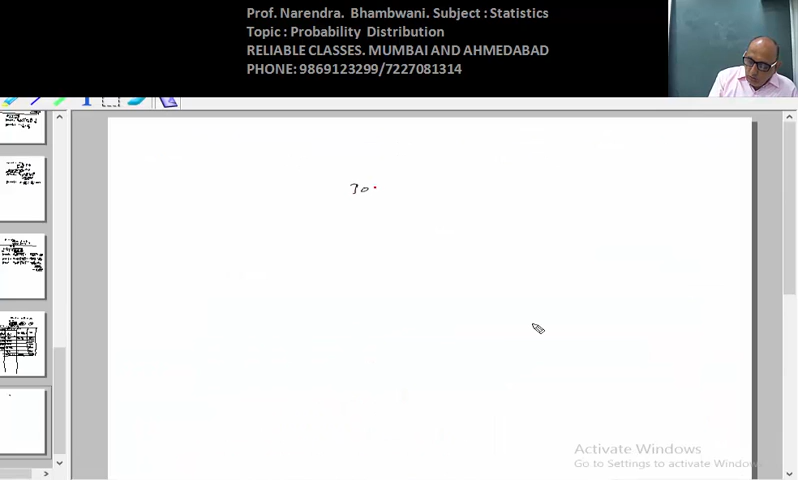 Prof. Narendra. Bhambwani. Subject : Statistics
Topic : Probability Distribution
RELIABLE CLASSES. MUMBAI AND AHMEDABAD
PHONE: 9869123299/7227081314
T
30
Activate Windows
Go to Settings to activate Windows.